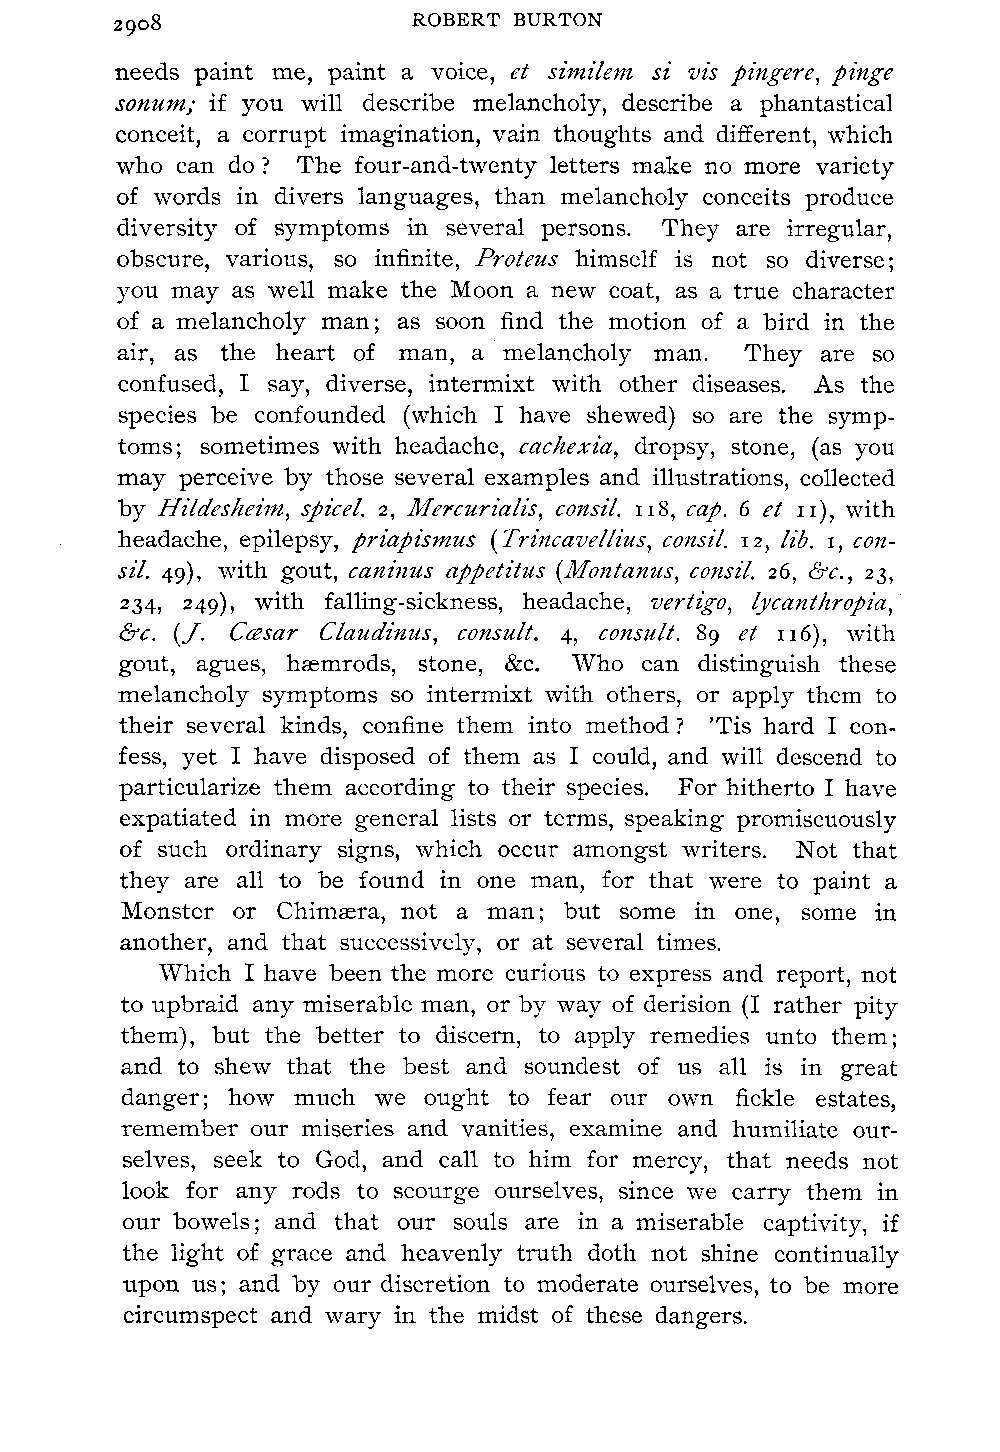 2908 ROBERT BURTON
needs paint me, paint a voice, et similem si vis pingere, pinge
sonum; if you will describe melancholy, describe a phantastical
conceit, a corrupt imagination, vain thoughts and different, which
who can do? The four-and-twenty letters make no more variety
of words in divers languages, than melancholy conceits produce
diversity of symptoms in several persons. They are irregular,
obscure, various, so infinite, Proteus himself is not so diverse;
you may as well make the Moon a new coat, as a true character
of a melancholy man; as soon find the motion of a bird in the
air, as the heart of man, a melancholy man. They are so
confused, I say, diverse, intermixt with other diseases. As the
species be confounded (which I have shewed) so are the symp-
toms; sometimes with headache, cachexia, dropsy, stone, (as you
may perceive by those several examples and illustrations, collected
by Hildesheim, spicel. 2, Mercurialis, consil. 118, cap. 6 et 11), with
headache, epilepsy, priapismus (Trincavellius, consil. 12, lib. 1, con-
sil. 49), with gout, caninus appetitus (Montanus, consil. 26, &c., 23,
234, 249), with falling-sickness, headache, vertigo, lycanthropia,
&c. (J. Cæsar Claudinus, consult. 4, consult. 89 et 116), with
gout, agues, hæmrods, stone, &c. Who can distinguish these
melancholy symptoms so intermixt with others, or apply them to
their several kinds, confine them into method? 'Tis hard I con-
fess, yet I have disposed of them as I could, and will descend to
particularize them according to their species. For hitherto I have
expatiated in more general lists or terms, speaking promiscuously
of such ordinary signs, which occur amongst writers. Not that
they are all to be found in one man, for that were to paint a
Monster or Chimæra, not a man; but some in one, some in
another, and that successively, or at several times.
Which I have been the more curious to express and report, not
to upbraid any miserable man, or by way of derision (I rather pity
them), but the better to discern, to apply remedies unto them;
and to shew that the best and soundest of us all is in great
danger; how much we ought to fear our own fickle estates,
remember our miseries and vanities, examine and humiliate our-
selves, seek to God, and call to him for mercy, that needs not
look for any rods to scourge ourselves, since we carry them in
our bowels; and that our souls are in a miserable captivity, if
the light of grace and heavenly truth doth not shine continually
upon us; and by our discretion to moderate ourselves, to be more
circumspect and wary in the midst of these dangers.